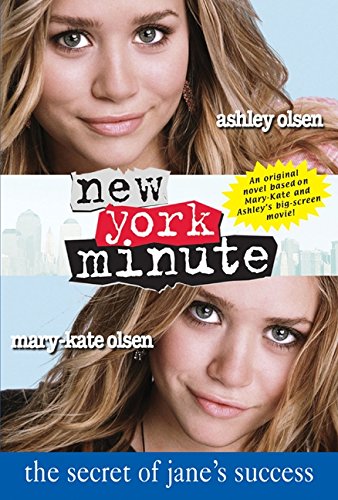 ashley olsen
An original
novel based on
Mary-Kate and
Ashley's big-screen
movie!
new
york
minute
mary-kate olsen
the secret of jane's success